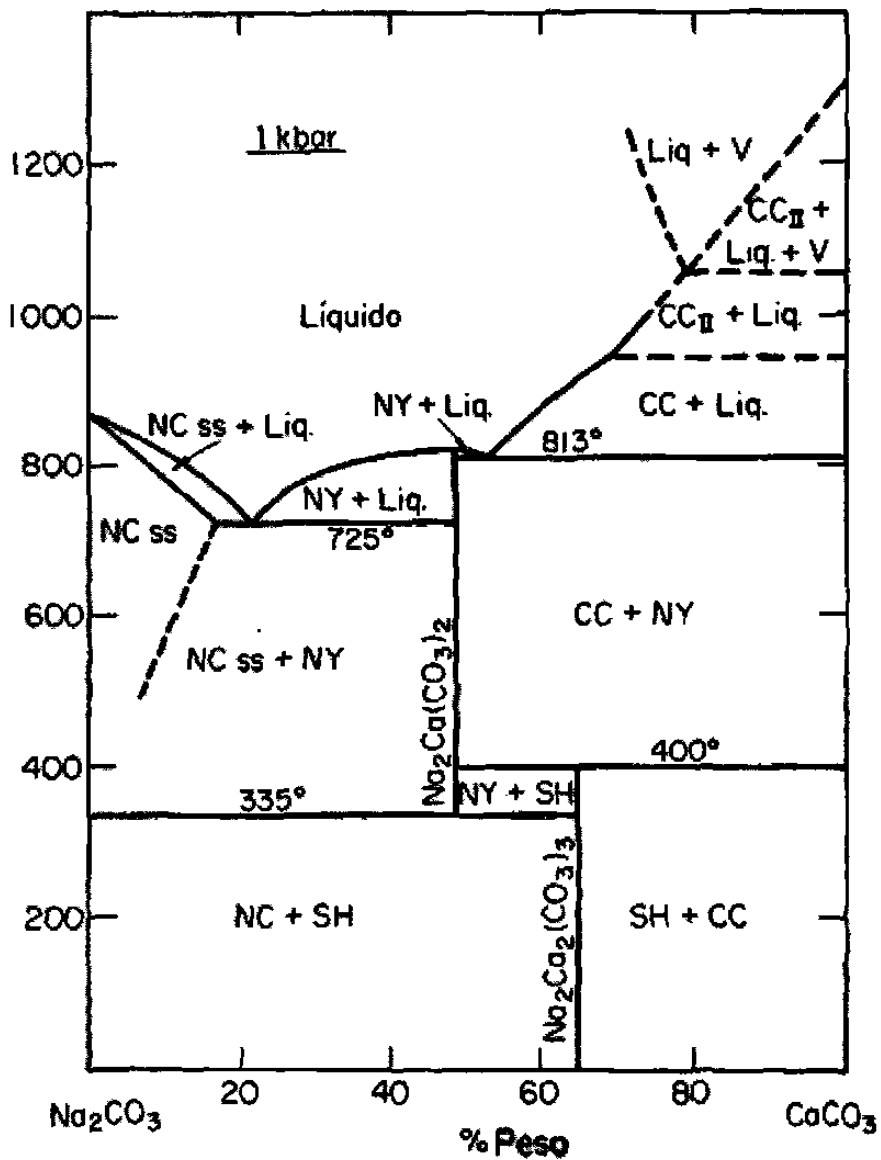 1 kbar
1200
Liq + V
CC_II +
Liq. + V
1000
Líquido
CC_II + Liq.
NC ss + Liq.
NY + Liq.
CC + Liq.
813°
800
NY + Liq.
NC ss
725°
600
CC + NY
NC ss + NY
Na₂Ca(CO₃)₂
400°
400
335°
NY + SH
Na₂Ca₂(CO₃)₃
200
NC + SH
SH + CC
Na₂CO₃
20
40
60
80
CaCO₃
% Peso